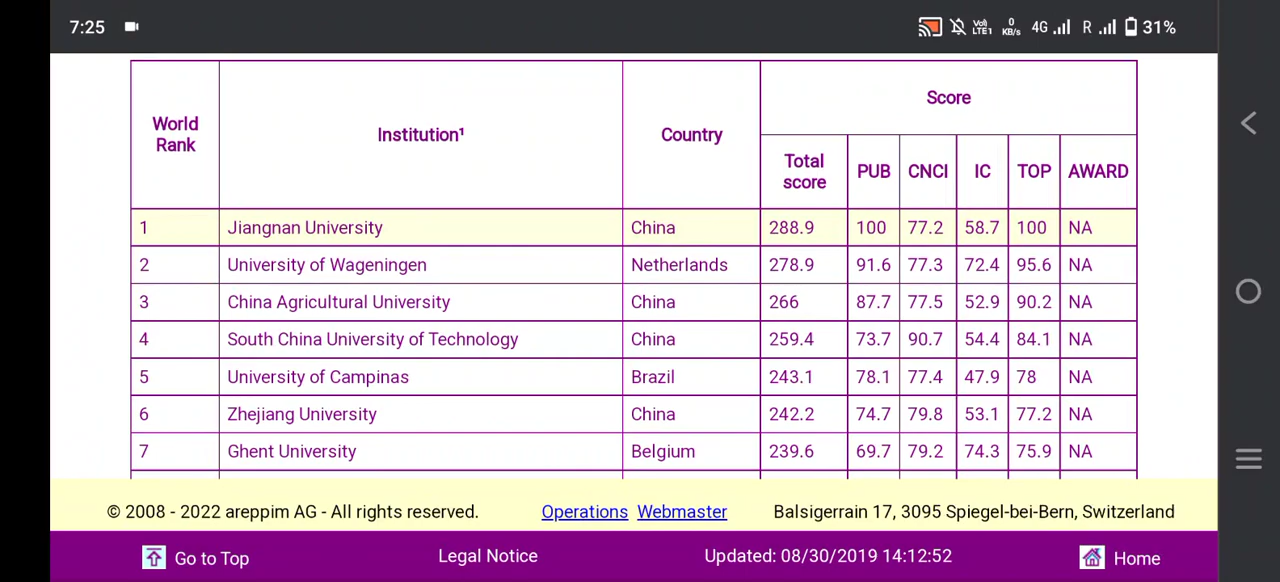 7:25 Vo) LTE1 0 KB/s 4G R 31%
World Rank Institution¹ Country Score
Total score PUB CNCI IC TOP AWARD
1 Jiangnan University China 288.9 100 77.2 58.7 100 NA
2 University of Wageningen Netherlands 278.9 91.6 77.3 72.4 95.6 NA
3 China Agricultural University China 266 87.7 77.5 52.9 90.2 NA
4 South China University of Technology China 259.4 73.7 90.7 54.4 84.1 NA
5 University of Campinas Brazil 243.1 78.1 77.4 47.9 78 NA
6 Zhejiang University China 242.2 74.7 79.8 53.1 77.2 NA
7 Ghent University Belgium 239.6 69.7 79.2 74.3 75.9 NA
© 2008 - 2022 areppim AG - All rights reserved. Operations Webmaster Balsigerrain 17, 3095 Spiegel-bei-Bern, Switzerland
Go to Top Legal Notice Updated: 08/30/2019 14:12:52 Home